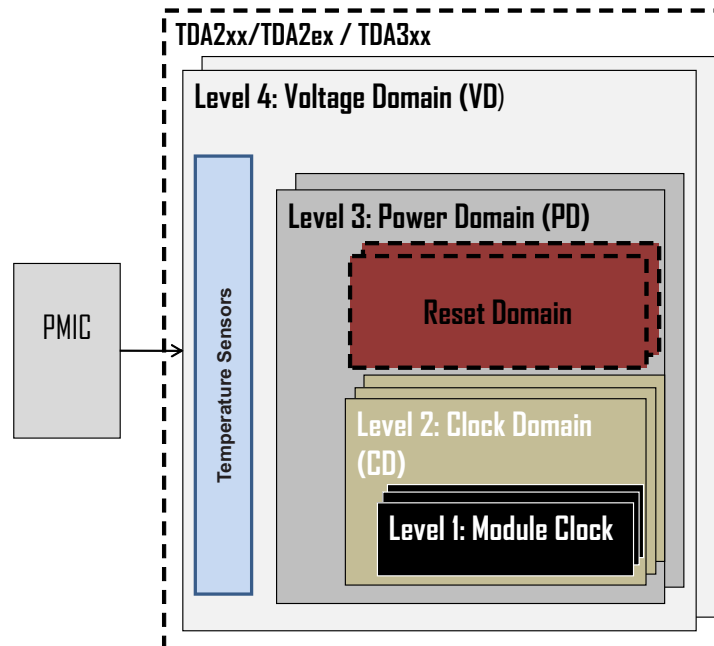 TDA2xx/TDA2ex / TDA3xx
Level 4: Voltage Domain (VD)
Level 3: Power Domain (PD)
Reset Domain
PMIC
Temperature Sensors
Level 2: Clock Domain
(CD)
Level 1: Module Clock